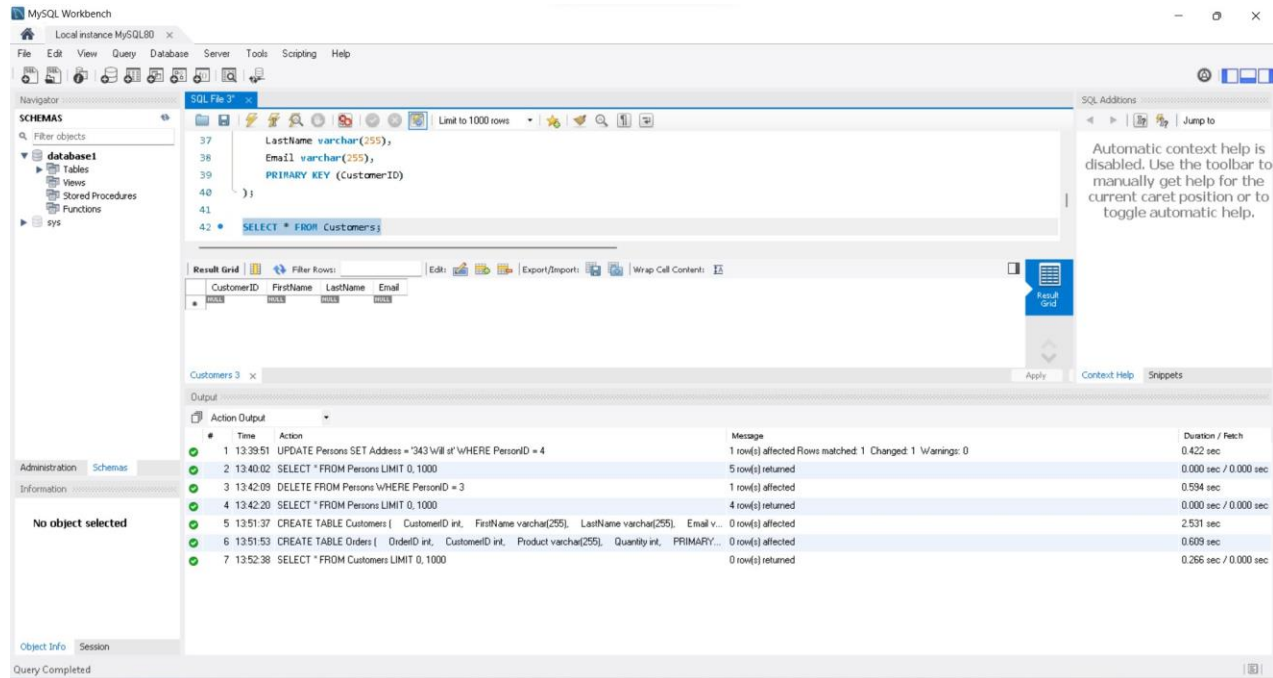 MySQL Workbench
Local instance MySQL80
File Edit View Query Database Server Tools Scripting Help
Navigator
SCHEMAS
Filter objects
database1
Tables
Views
Stored Procedures
Functions
sys
Administration Schemas
Information
No object selected
Object Info Session
Query Completed
SQL File 3*
Limit to 1000 rows
37 LastName varchar(255),
38 Email varchar(255),
39 PRIMARY KEY (CustomerID)
40 );
41
42 SELECT * FROM Customers;
Result Grid Filter Rows: Edit: Export/Import: Wrap Cell Content:
CustomerID FirstName LastName Email
NULL NULL NULL NULL
Result Grid
Customers 3 Apply
Output
Action Output
# Time Action Message Duration / Fetch
1 13:39:51 UPDATE Persons SET Address = '343 Will st' WHERE PersonID = 4 1 row(s) affected Rows matched: 1 Changed: 1 Warnings: 0 0.422 sec
2 13:40:02 SELECT * FROM Persons LIMIT 0, 1000 5 row(s) returned 0.000 sec / 0.000 sec
3 13:42:09 DELETE FROM Persons WHERE PersonID = 3 1 row(s) affected 0.594 sec
4 13:42:20 SELECT * FROM Persons LIMIT 0, 1000 4 row(s) returned 0.000 sec / 0.000 sec
5 13:51:37 CREATE TABLE Customers ( CustomerID int, FirstName varchar(255), LastName varchar(255), Email v... 0 row(s) affected 2.531 sec
6 13:51:53 CREATE TABLE Orders ( OrderID int, CustomerID int, Product varchar(255), Quantity int, PRIMARY... 0 row(s) affected 0.609 sec
7 13:52:38 SELECT * FROM Customers LIMIT 0, 1000 0 row(s) returned 0.266 sec / 0.000 sec
SQL Additions
Jump to
Automatic context help is
disabled. Use the toolbar to
manually get help for the
current caret position or to
toggle automatic help.
Context Help Snippets